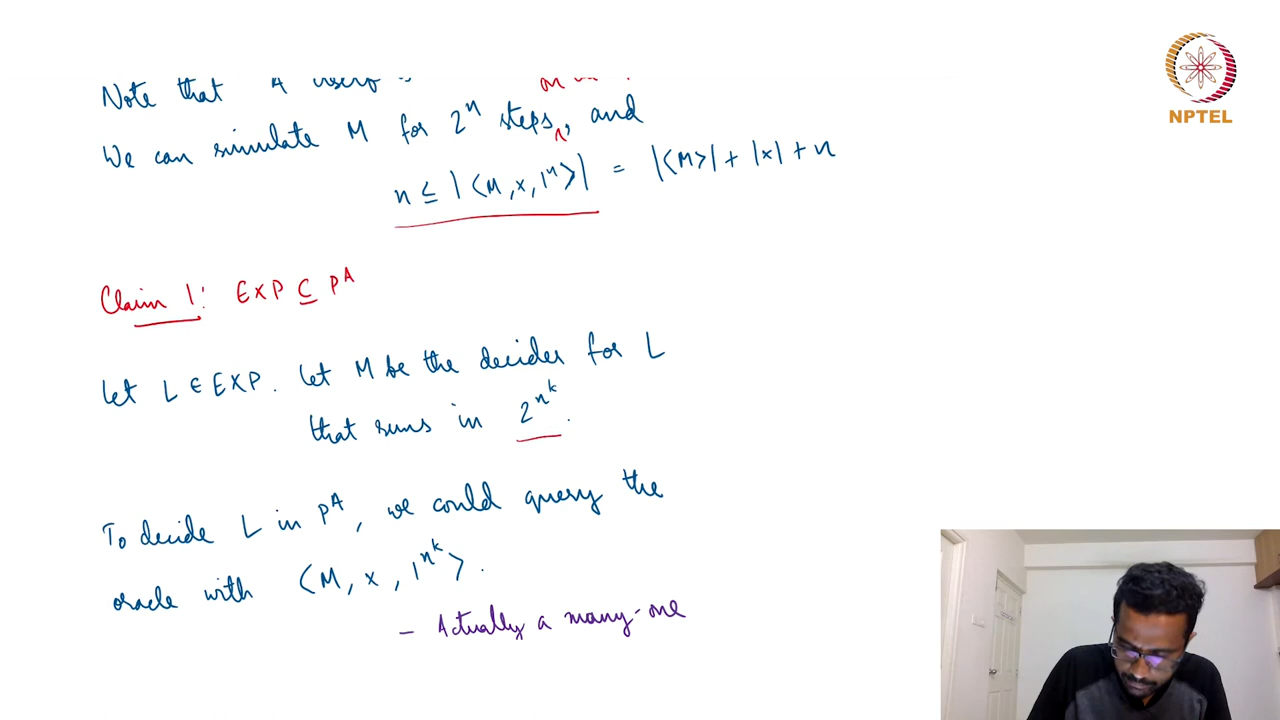 Note that A itself is
We can simulate M for 2^n steps, and
n ≤ |⟨M, x, 1^n⟩| = |⟨M⟩| + |x| + n
Claim 1: EXP ⊆ P^A
Let L ∈ EXP. Let M be the decider for L
that runs in 2^{n^k}.
To decide L in P^A, we could query the
oracle with ⟨M, x, 1^{n^k}⟩.
- Actually a many-one
NPTEL